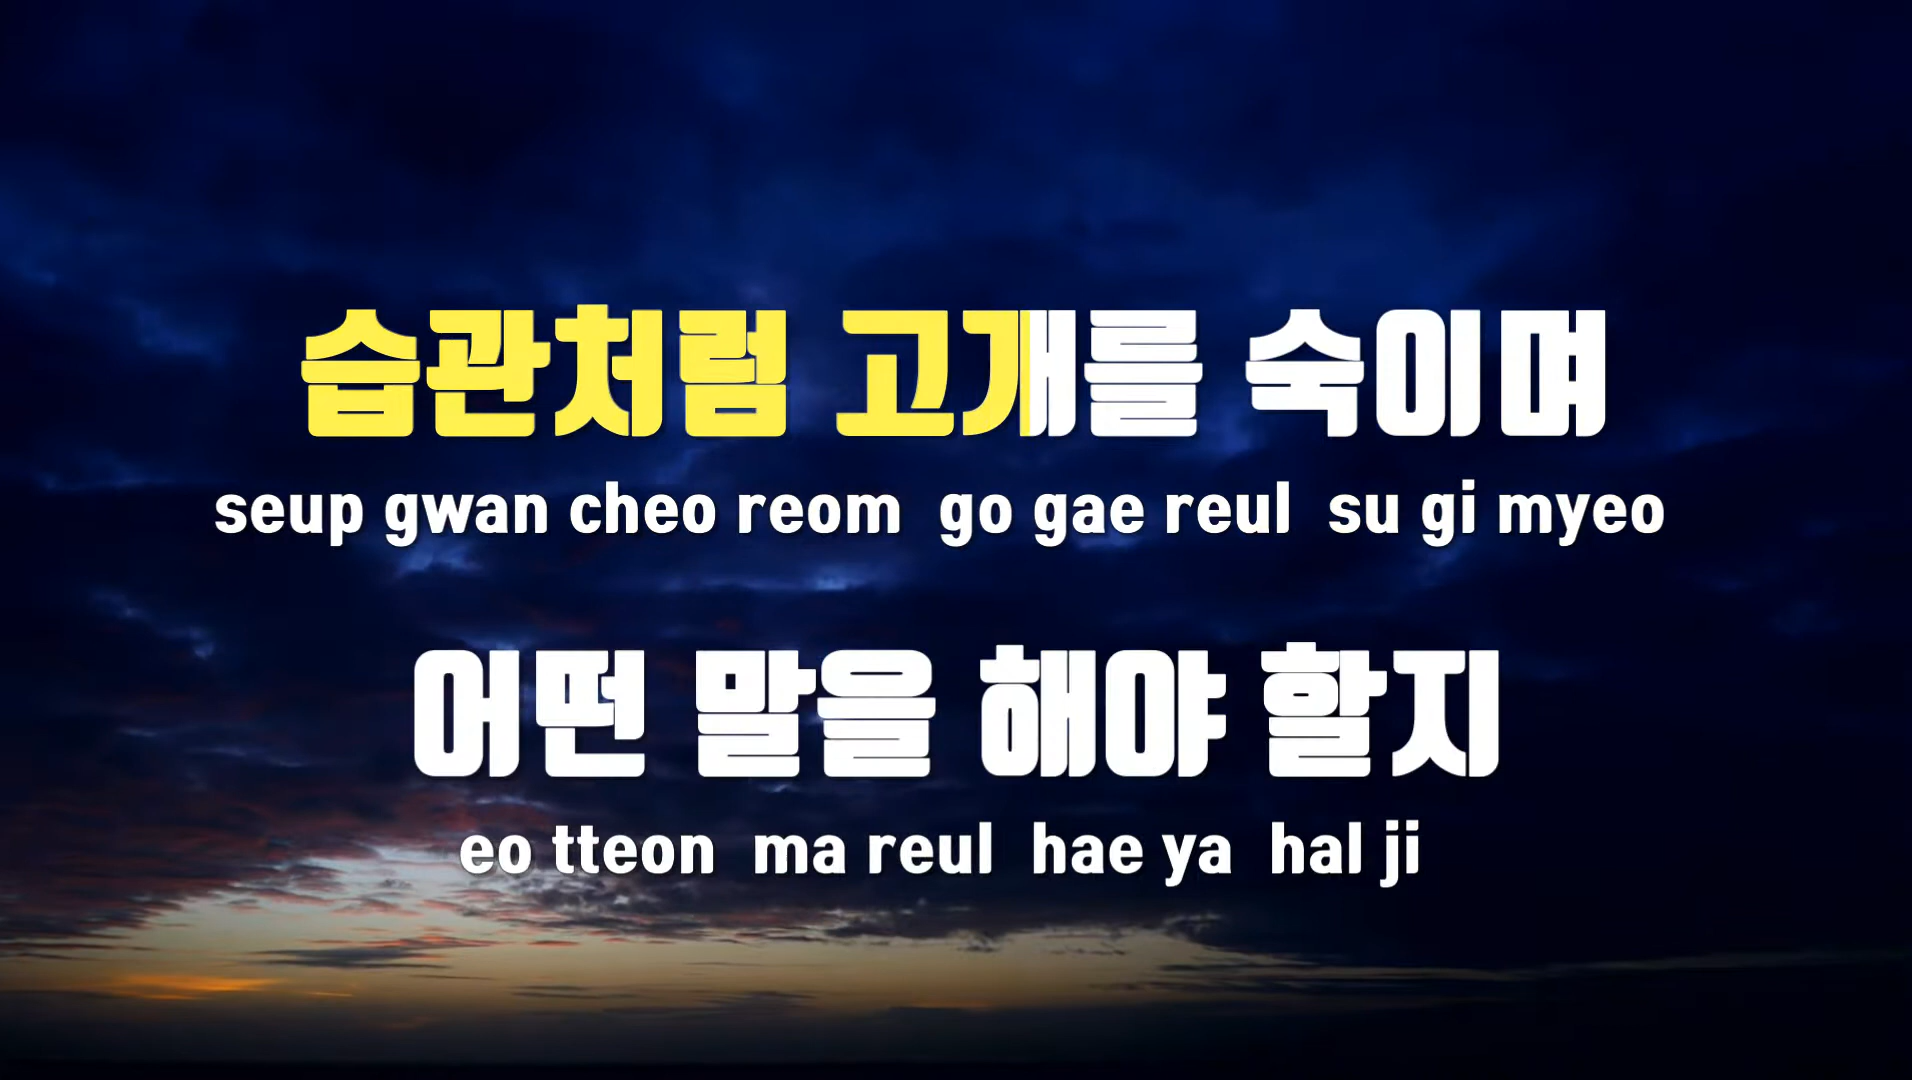 습관처럼 고개를 숙이며
seup gwan cheo reom go gae reul su gi myeo
어떤 말을 해야 할지
eo tteon ma reul hae ya hal ji